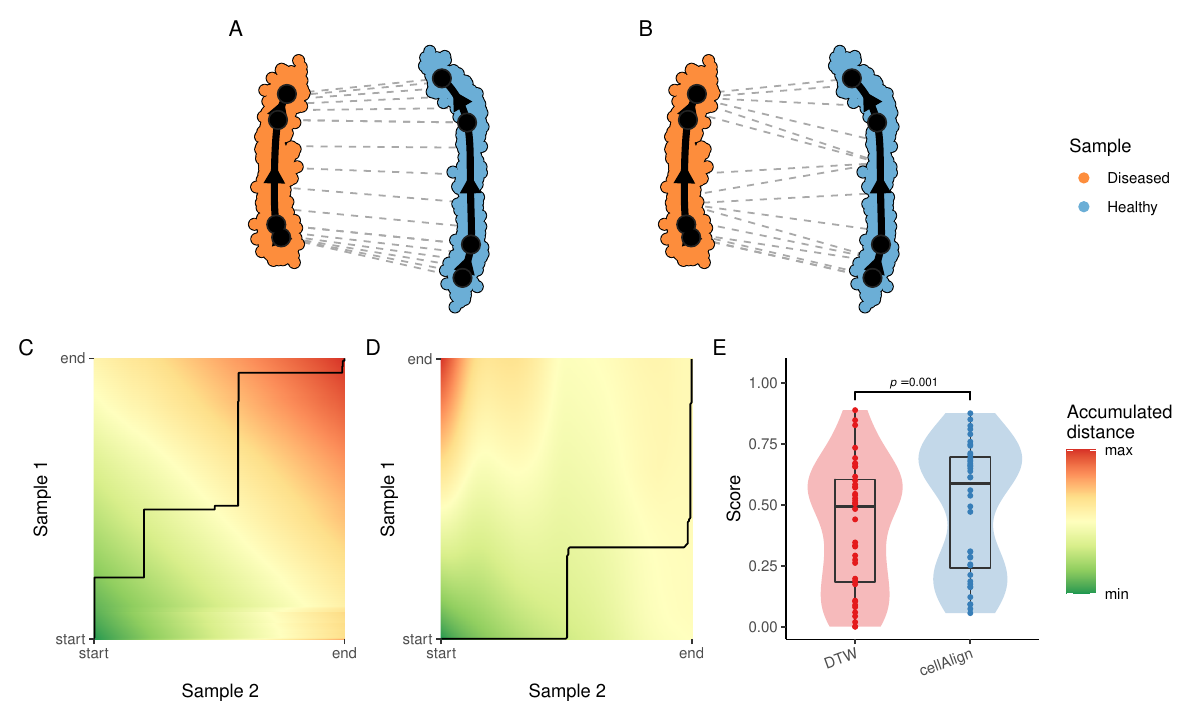 A
B
Sample
Diseased
Healthy
C
end
start
Sample 1
start
end
Sample 2
D
end
start
Sample 1
start
end
Sample 2
E
1.00
0.75
0.50
0.25
0.00
Score
p =0.001
DTW
cellAlign
Accumulated
distance
max
min